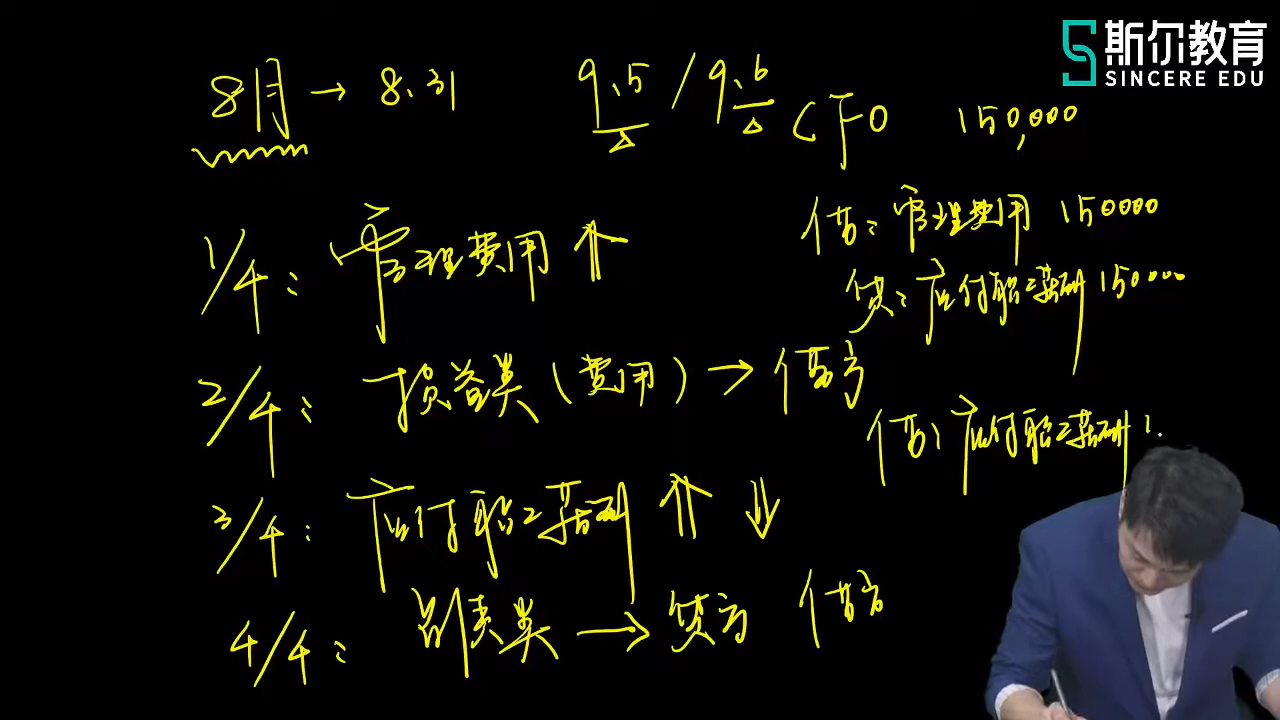 斯尔教育
SINCERE EDU
8月 → 8.31 9.5 / 9.6 CFO 150,000
1/4: 管理费用 ↑
2/4: 损益类(费用) → 借方
3/4: 应付职工薪酬 ↑ ↓
4/4: 负债类 → 贷方 借方
借: 管理费用 150000
贷: 应付职工薪酬 150000
借: 应付职工薪酬 1